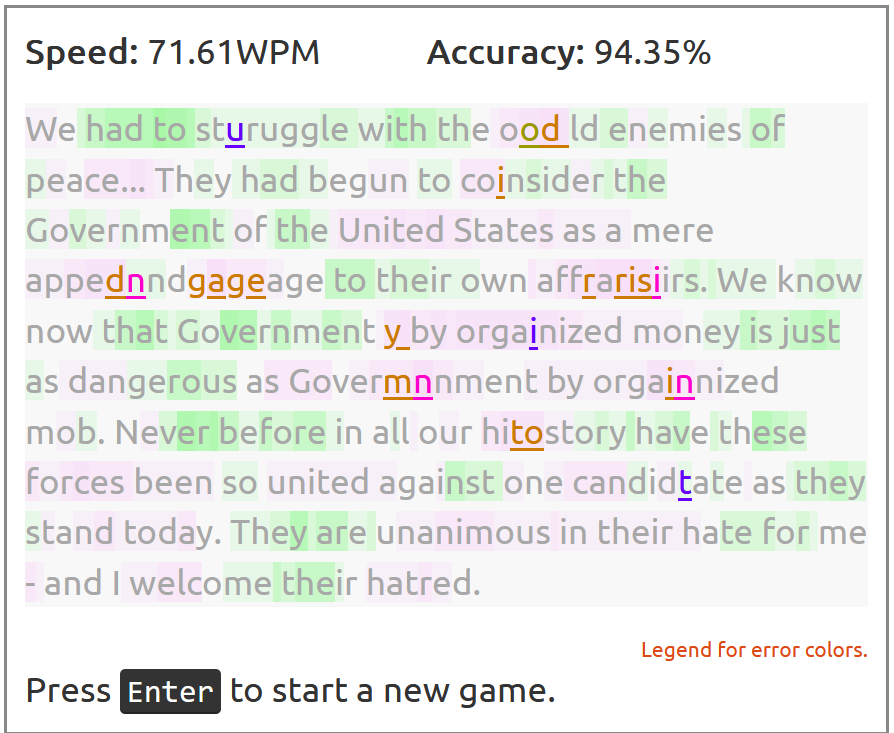 Speed: 71.61WPM Accuracy: 94.35%
We had to sturuggle with the oodld enemies of
peace... They had begun to coinsider the
Government of the United States as a mere
appednndgageage to their own affrarisiirs. We know
now that Government y by orgainized money is just
as dangerous as Govermnnment by orgainnized
mob. Never before in all our hitostory have these
forces been so united against one candidtate as they
stand today. They are unanimous in their hate for me
- and I welcome their hatred.
Legend for error colors.
Press Enter to start a new game.